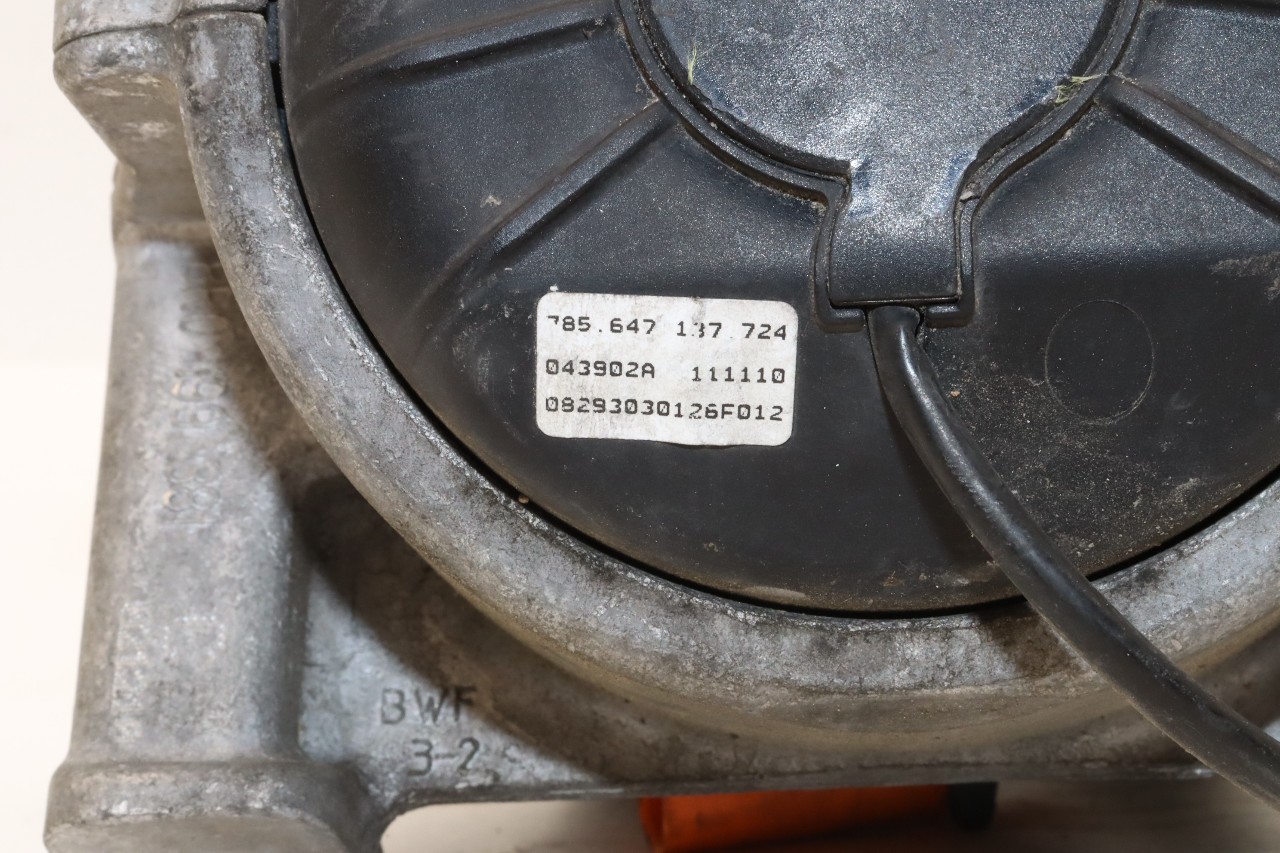 785.647 137.724
043902A 111110
08293030126F012
BWF
3-2